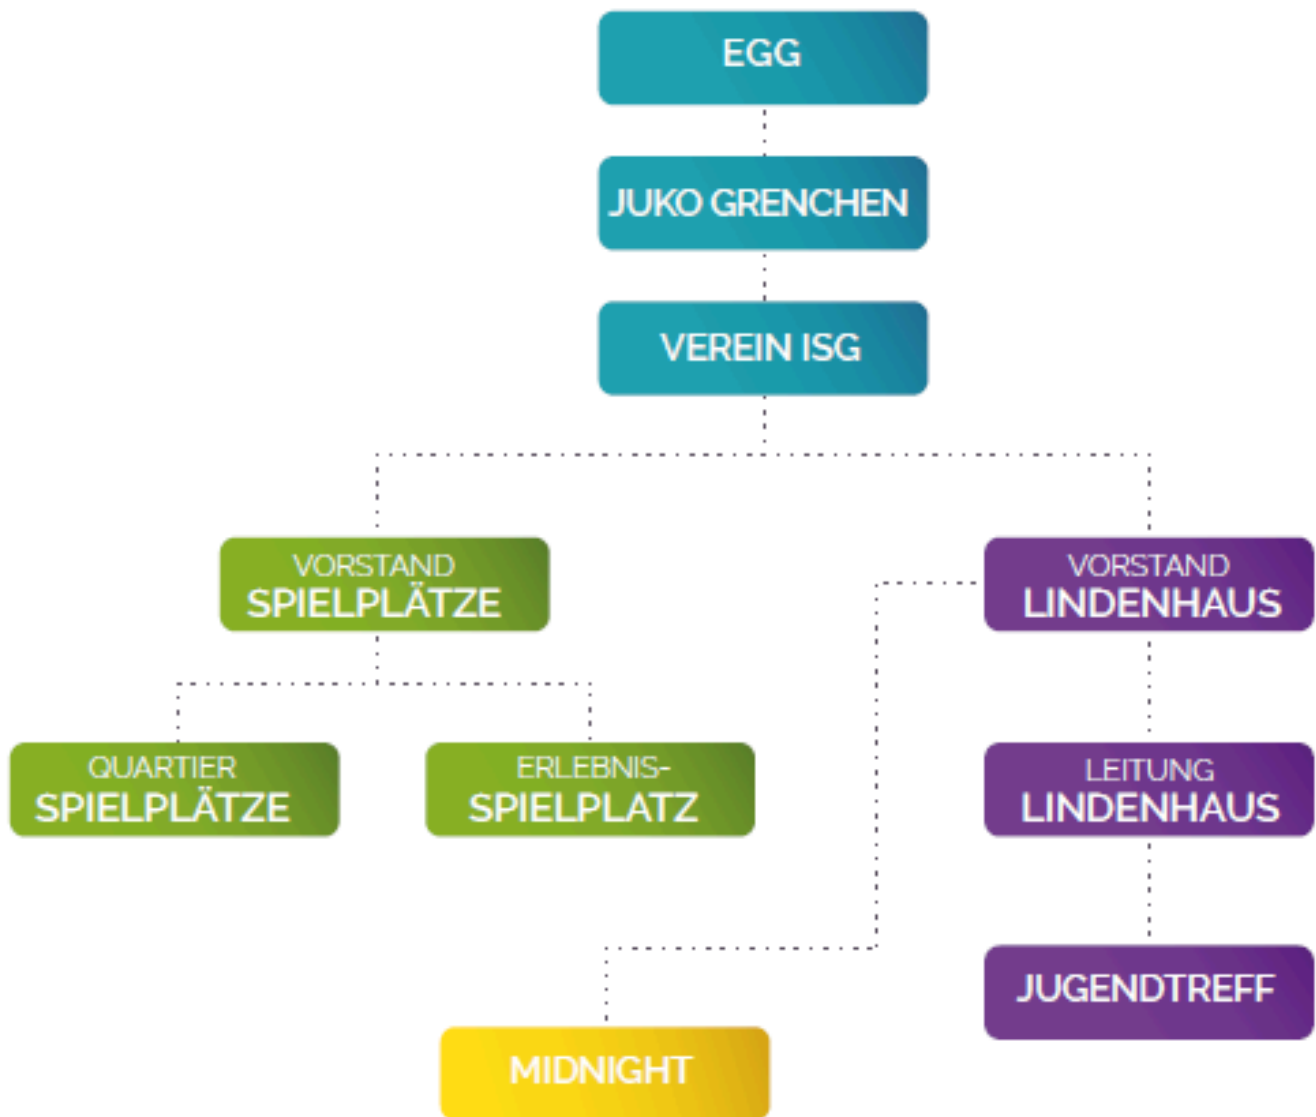 EGG
JUKO GRENCHEN
VEREIN ISG
VORSTAND
SPIELPLÄTZE
VORSTAND
LINDENHAUS
QUARTIER
SPIELPLÄTZE
ERLEBNIS-
SPIELPLATZ
LEITUNG
LINDENHAUS
JUGENDTREFF
MIDNIGHT